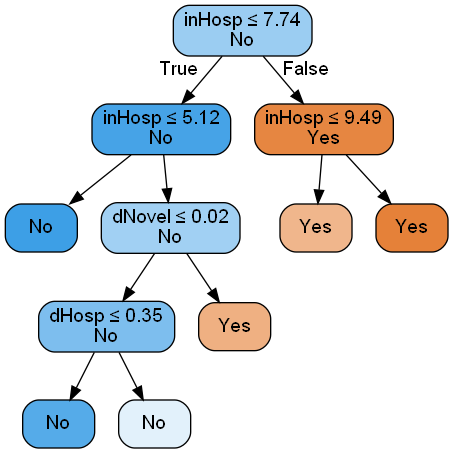 inHosp ≤ 7.74
No
True
False
inHosp ≤ 5.12
No
inHosp ≤ 9.49
Yes
No
dNovel ≤ 0.02
No
Yes
Yes
dHosp ≤ 0.35
No
Yes
No
No